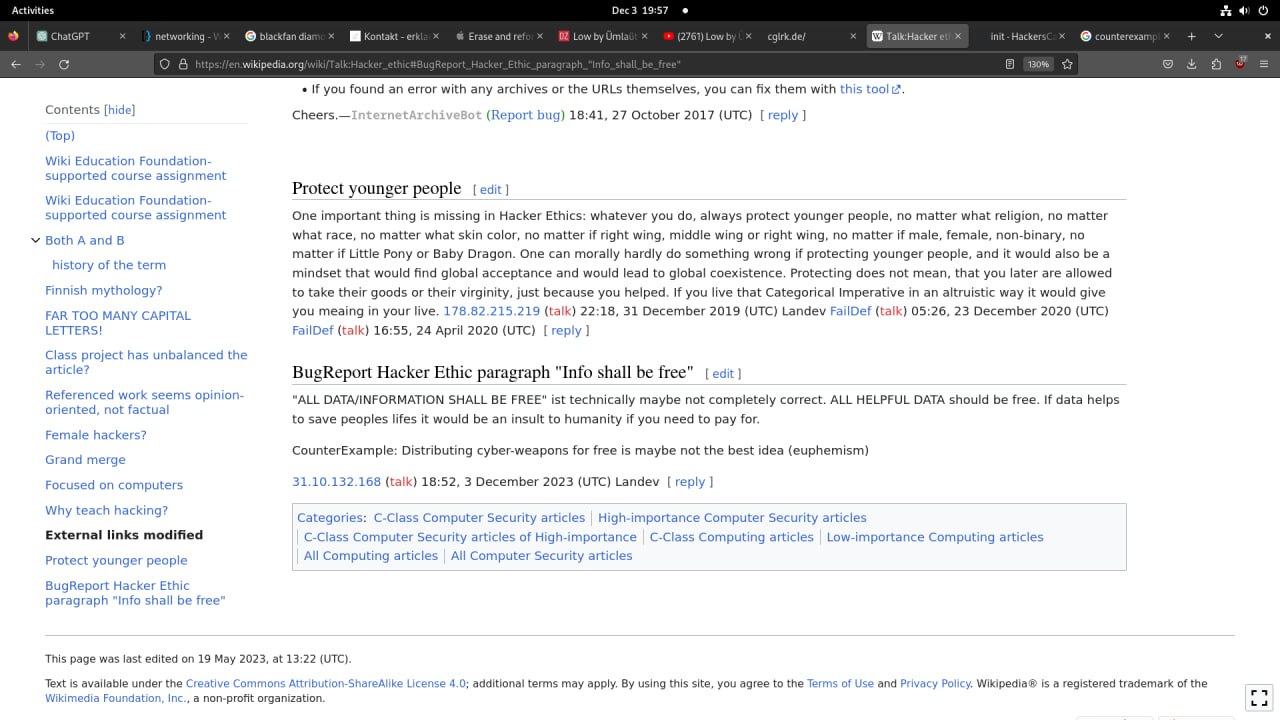 Activities
Dec 3 19:57
ChatGPT
networking - W
blackfan diamo
Kontakt - erkla
Erase and refo
Low by Ümlaüt
(2761) Low by Ü
cglrk.de/
Talk:Hacker eth
init - HackersCa
counterexampl
https://en.wikipedia.org/wiki/Talk:Hacker_ethic#BugReport_Hacker_Ethic_paragraph_"Info_shall_be_free"
130%
17
Contents [hide]
(Top)
Wiki Education Foundation-
supported course assignment
Wiki Education Foundation-
supported course assignment
Both A and B
history of the term
Finnish mythology?
FAR TOO MANY CAPITAL
LETTERS!
Class project has unbalanced the
article?
Referenced work seems opinion-
oriented, not factual
Female hackers?
Grand merge
Focused on computers
Why teach hacking?
External links modified
Protect younger people
BugReport Hacker Ethic
paragraph "Info shall be free"
• If you found an error with any archives or the URLs themselves, you can fix them with this tool.
Cheers.—InternetArchiveBot (Report bug) 18:41, 27 October 2017 (UTC) [ reply ]
Protect younger people [ edit ]
One important thing is missing in Hacker Ethics: whatever you do, always protect younger people, no matter what religion, no matter
what race, no matter what skin color, no matter if right wing, middle wing or right wing, no matter if male, female, non-binary, no
matter if Little Pony or Baby Dragon. One can morally hardly do something wrong if protecting younger people, and it would also be a
mindset that would find global acceptance and would lead to global coexistence. Protecting does not mean, that you later are allowed
to take their goods or their virginity, just because you helped. If you live that Categorical Imperative in an altruistic way it would give
you meaing in your live. 178.82.215.219 (talk) 22:18, 31 December 2019 (UTC) Landev FailDef (talk) 05:26, 23 December 2020 (UTC)
FailDef (talk) 16:55, 24 April 2020 (UTC) [ reply ]
BugReport Hacker Ethic paragraph "Info shall be free" [ edit ]
"ALL DATA/INFORMATION SHALL BE FREE" ist technically maybe not completely correct. ALL HELPFUL DATA should be free. If data helps
to save peoples lifes it would be an insult to humanity if you need to pay for.
CounterExample: Distributing cyber-weapons for free is maybe not the best idea (euphemism)
31.10.132.168 (talk) 18:52, 3 December 2023 (UTC) Landev [ reply ]
Categories: C-Class Computer Security articles | High-importance Computer Security articles
| C-Class Computer Security articles of High-importance | C-Class Computing articles | Low-importance Computing articles
| All Computing articles | All Computer Security articles
This page was last edited on 19 May 2023, at 13:22 (UTC).
Text is available under the Creative Commons Attribution-ShareAlike License 4.0; additional terms may apply. By using this site, you agree to the Terms of Use and Privacy Policy. Wikipedia® is a registered trademark of the
Wikimedia Foundation, Inc., a non-profit organization.